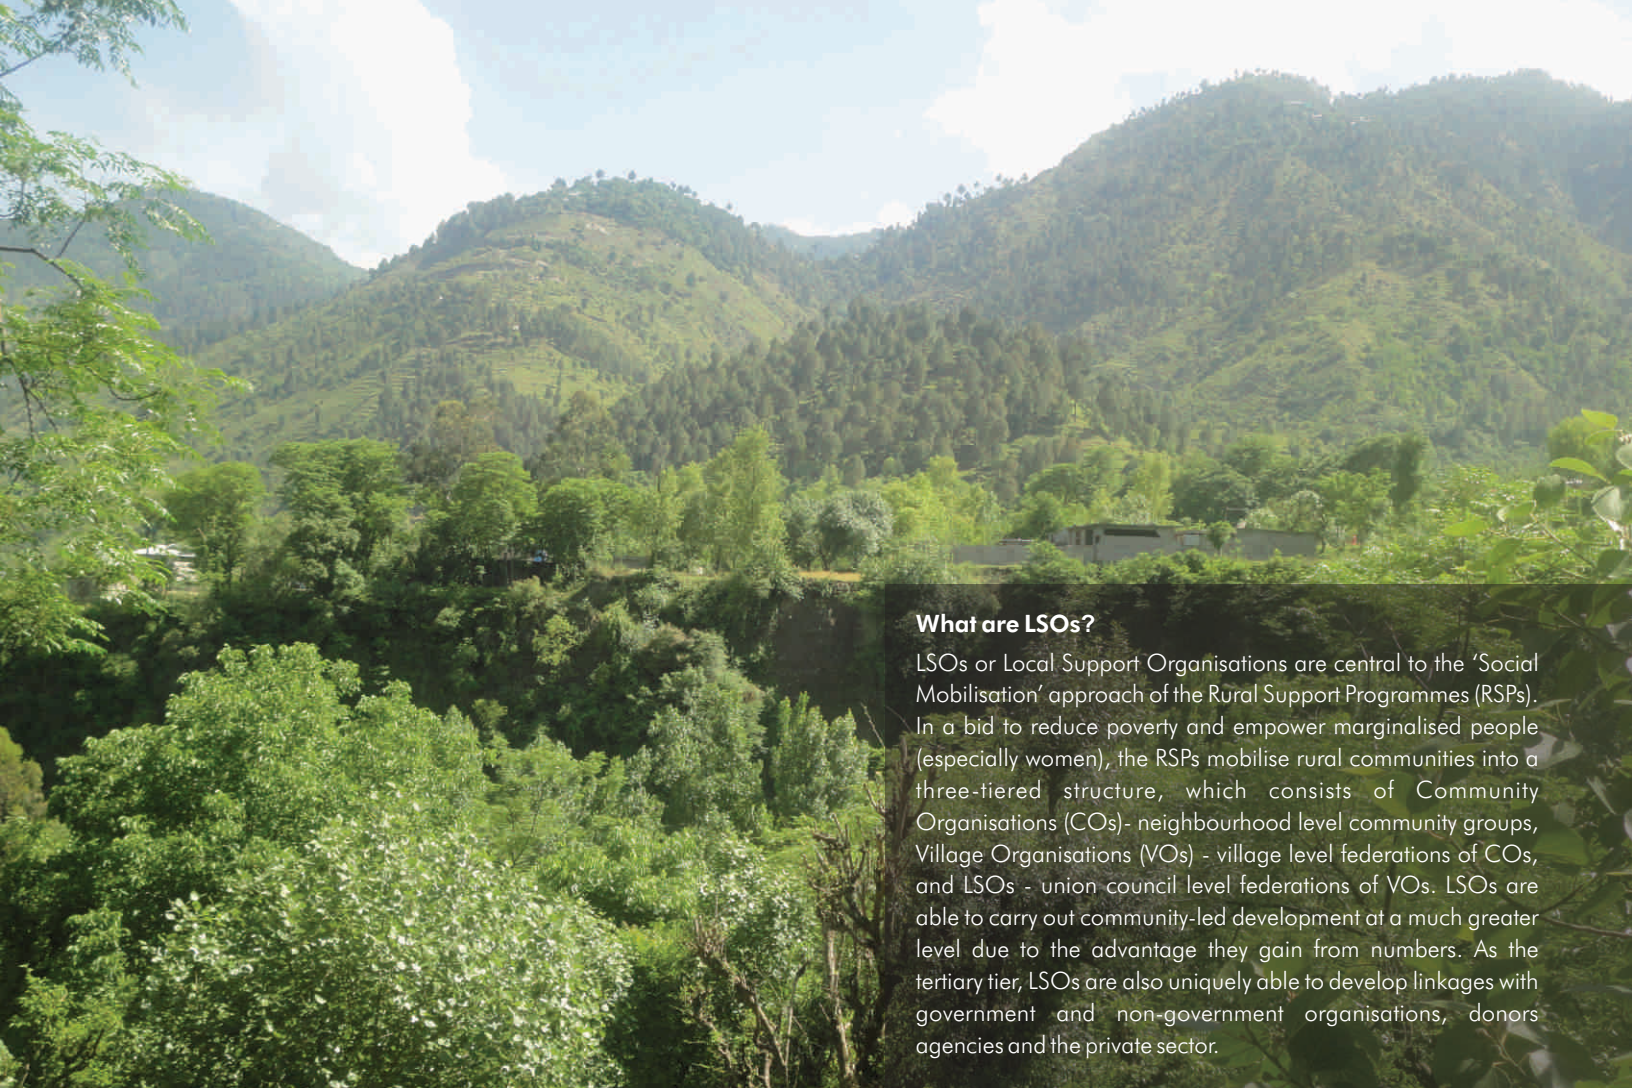 What are LSOs?
LSOs or Local Support Organisations are central to the ‘Social
Mobilisation’ approach of the Rural Support Programmes (RSPs).
In a bid to reduce poverty and empower marginalised people
(especially women), the RSPs mobilise rural communities into a
three-tiered structure, which consists of Community
Organisations (COs)- neighbourhood level community groups,
Village Organisations (VOs) - village level federations of COs,
and LSOs - union council level federations of VOs. LSOs are
able to carry out community-led development at a much greater
level due to the advantage they gain from numbers. As the
tertiary tier, LSOs are also uniquely able to develop linkages with
government and non-government organisations, donors
agencies and the private sector.